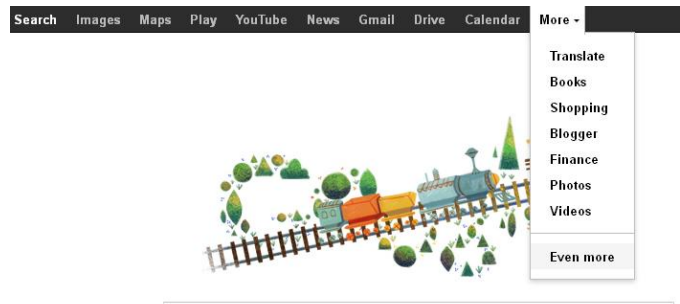 Search Images Maps Play YouTube News Gmail Drive Calendar More
Translate
Books
Shopping
Blogger
Finance
Photos
Videos
Even more